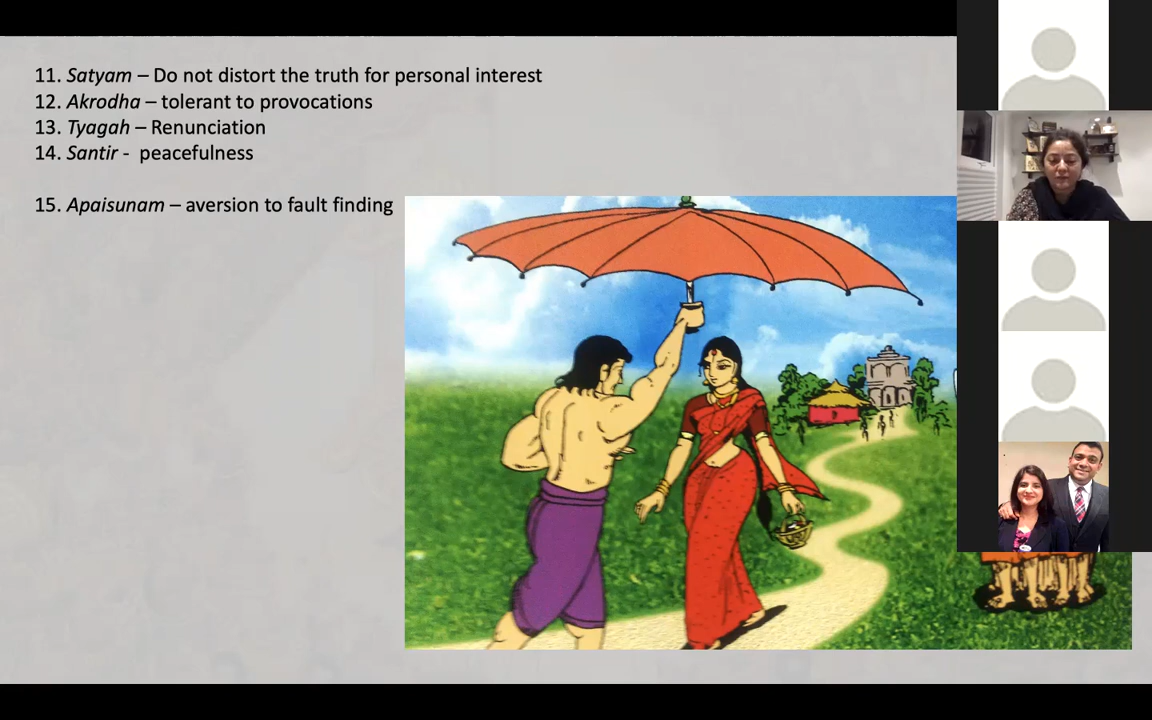 11. Satyam – Do not distort the truth for personal interest
12. Akrodha – tolerant to provocations
13. Tyagah – Renunciation
14. Santir -  peacefulness
15. Apaisunam – aversion to fault finding